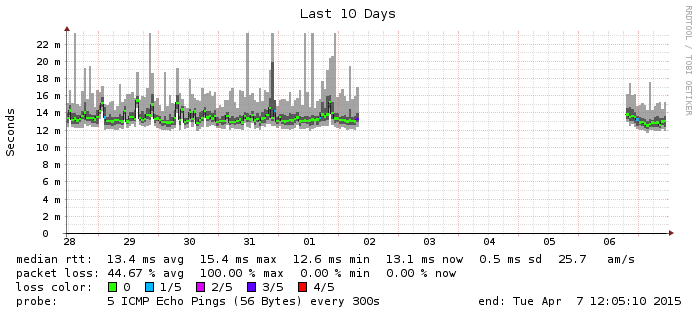 Last 10 Days
RRDTOOL / TOBI OETIKER
Seconds
22 m
20 m
18 m
16 m
14 m
12 m
10 m
8 m
6 m
4 m
2 m
0
28 29 30 31 01 02 03 04 05 06
median rtt: 13.4 ms avg 15.4 ms max 12.6 ms min 13.1 ms now 0.5 ms sd 25.7 am/s
packet loss: 44.67 % avg 100.00 % max 0.00 % min 0.00 % now
loss color: 0 1/5 2/5 3/5 4/5
probe: 5 ICMP Echo Pings (56 Bytes) every 300s end: Tue Apr 7 12:05:10 2015